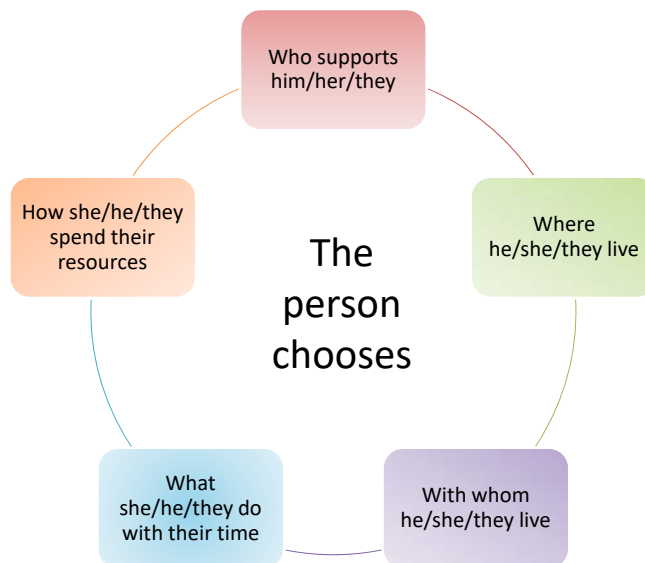 Who supports
him/her/they
Where
he/she/they live
With whom
he/she/they live
What
she/he/they do
with their time
How she/he/they
spend their
resources
The
person
chooses